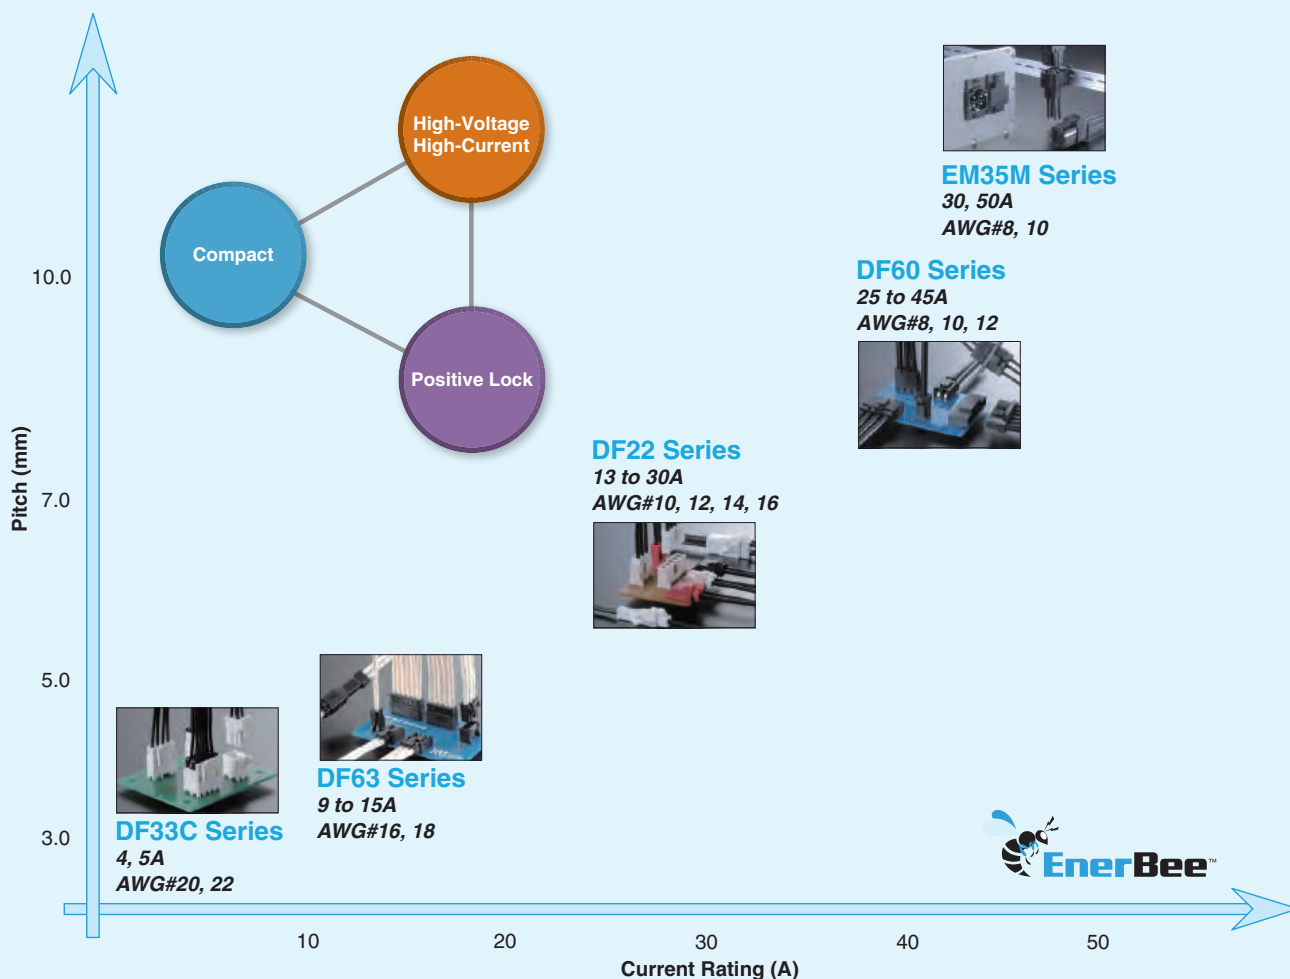 High-Voltage
High-Current
Compact
Positive Lock
EM35M Series
30, 50A
AWG#8, 10
DF60 Series
25 to 45A
AWG#8, 10, 12
DF22 Series
13 to 30A
AWG#10, 12, 14, 16
DF63 Series
9 to 15A
AWG#16, 18
DF33C Series
4, 5A
AWG#20, 22
Pitch (mm)
10.0
7.0
5.0
3.0
EnerBee™
10
20
30
40
50
Current Rating (A)